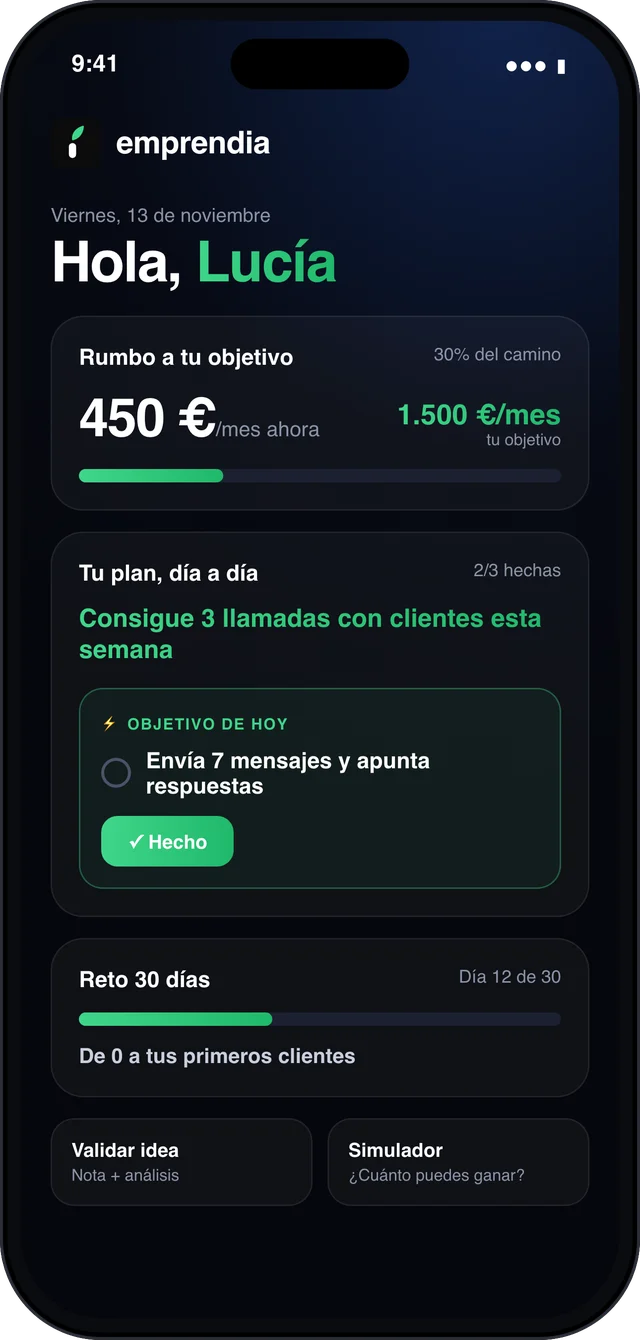 9:41
emprendia
Viernes, 13 de noviembre
Hola, Lucía
Rumbo a tu objetivo
30% del camino
450 €/mes ahora
1.500 €/mes
tu objetivo
Tu plan, día a día
2/3 hechas
Consigue 3 llamadas con clientes esta
semana
⚡ OBJETIVO DE HOY
Envía 7 mensajes y apunta
respuestas
✓ Hecho
Reto 30 días
Día 12 de 30
De 0 a tus primeros clientes
Validar idea
Nota + análisis
Simulador
¿Cuánto puedes ganar?